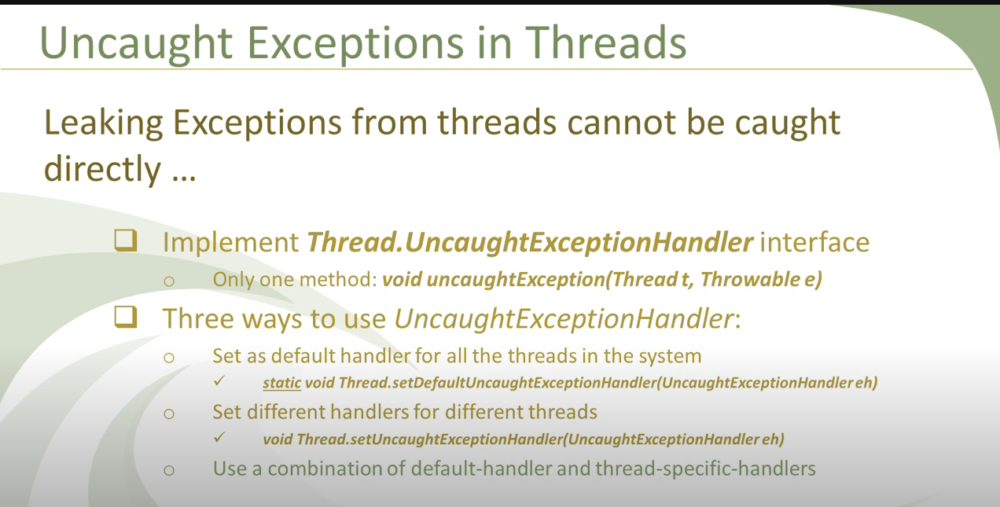 Uncaught Exceptions in Threads
Leaking Exceptions from threads cannot be caught
directly ...
❑ Implement Thread.UncaughtExceptionHandler interface
○ Only one method: void uncaughtException(Thread t, Throwable e)
❑ Three ways to use UncaughtExceptionHandler:
○ Set as default handler for all the threads in the system
✓ static void Thread.setDefaultUncaughtExceptionHandler(UncaughtExceptionHandler eh)
○ Set different handlers for different threads
✓ void Thread.setUncaughtExceptionHandler(UncaughtExceptionHandler eh)
○ Use a combination of default-handler and thread-specific-handlers